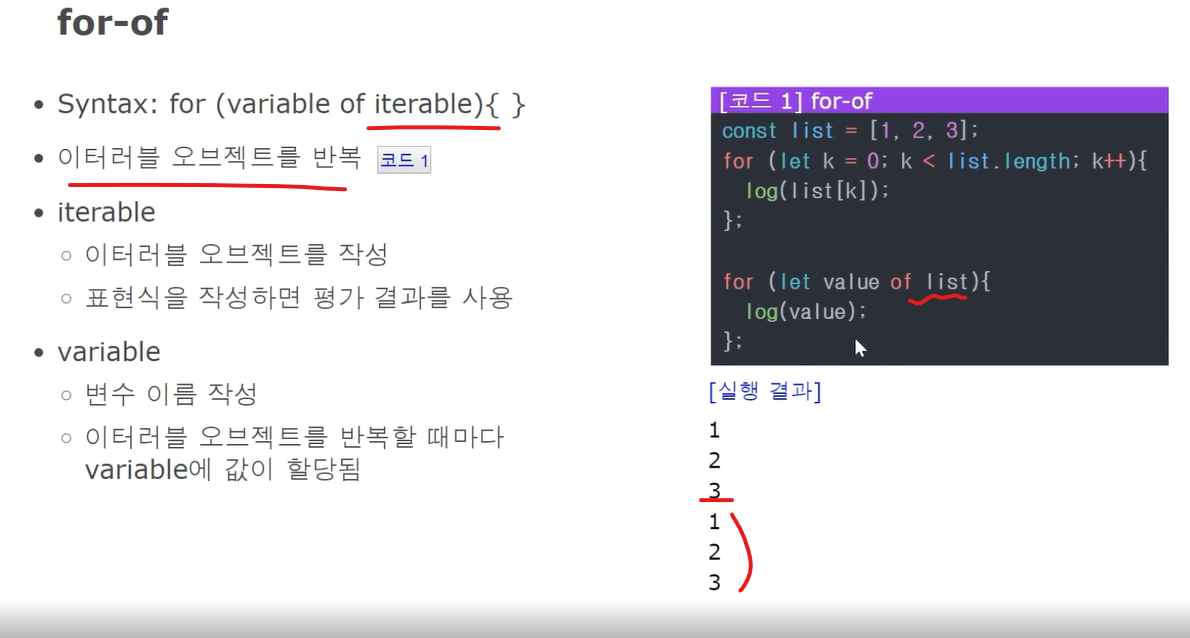 for-of
• Syntax: for (variable of iterable){ }
• 이터러블 오브젝트를 반복 코드 1
• iterable
○ 이터러블 오브젝트를 작성
○ 표현식을 작성하면 평가 결과를 사용
• variable
○ 변수 이름 작성
○ 이터러블 오브젝트를 반복할 때마다
variable에 값이 할당됨
[코드 1] for-of
const list = [1, 2, 3];
for (let k = 0; k < list.length; k++){
  log(list[k]);
};

for (let value of list){
  log(value);
};
[실행 결과]
1
2
3
1
2
3